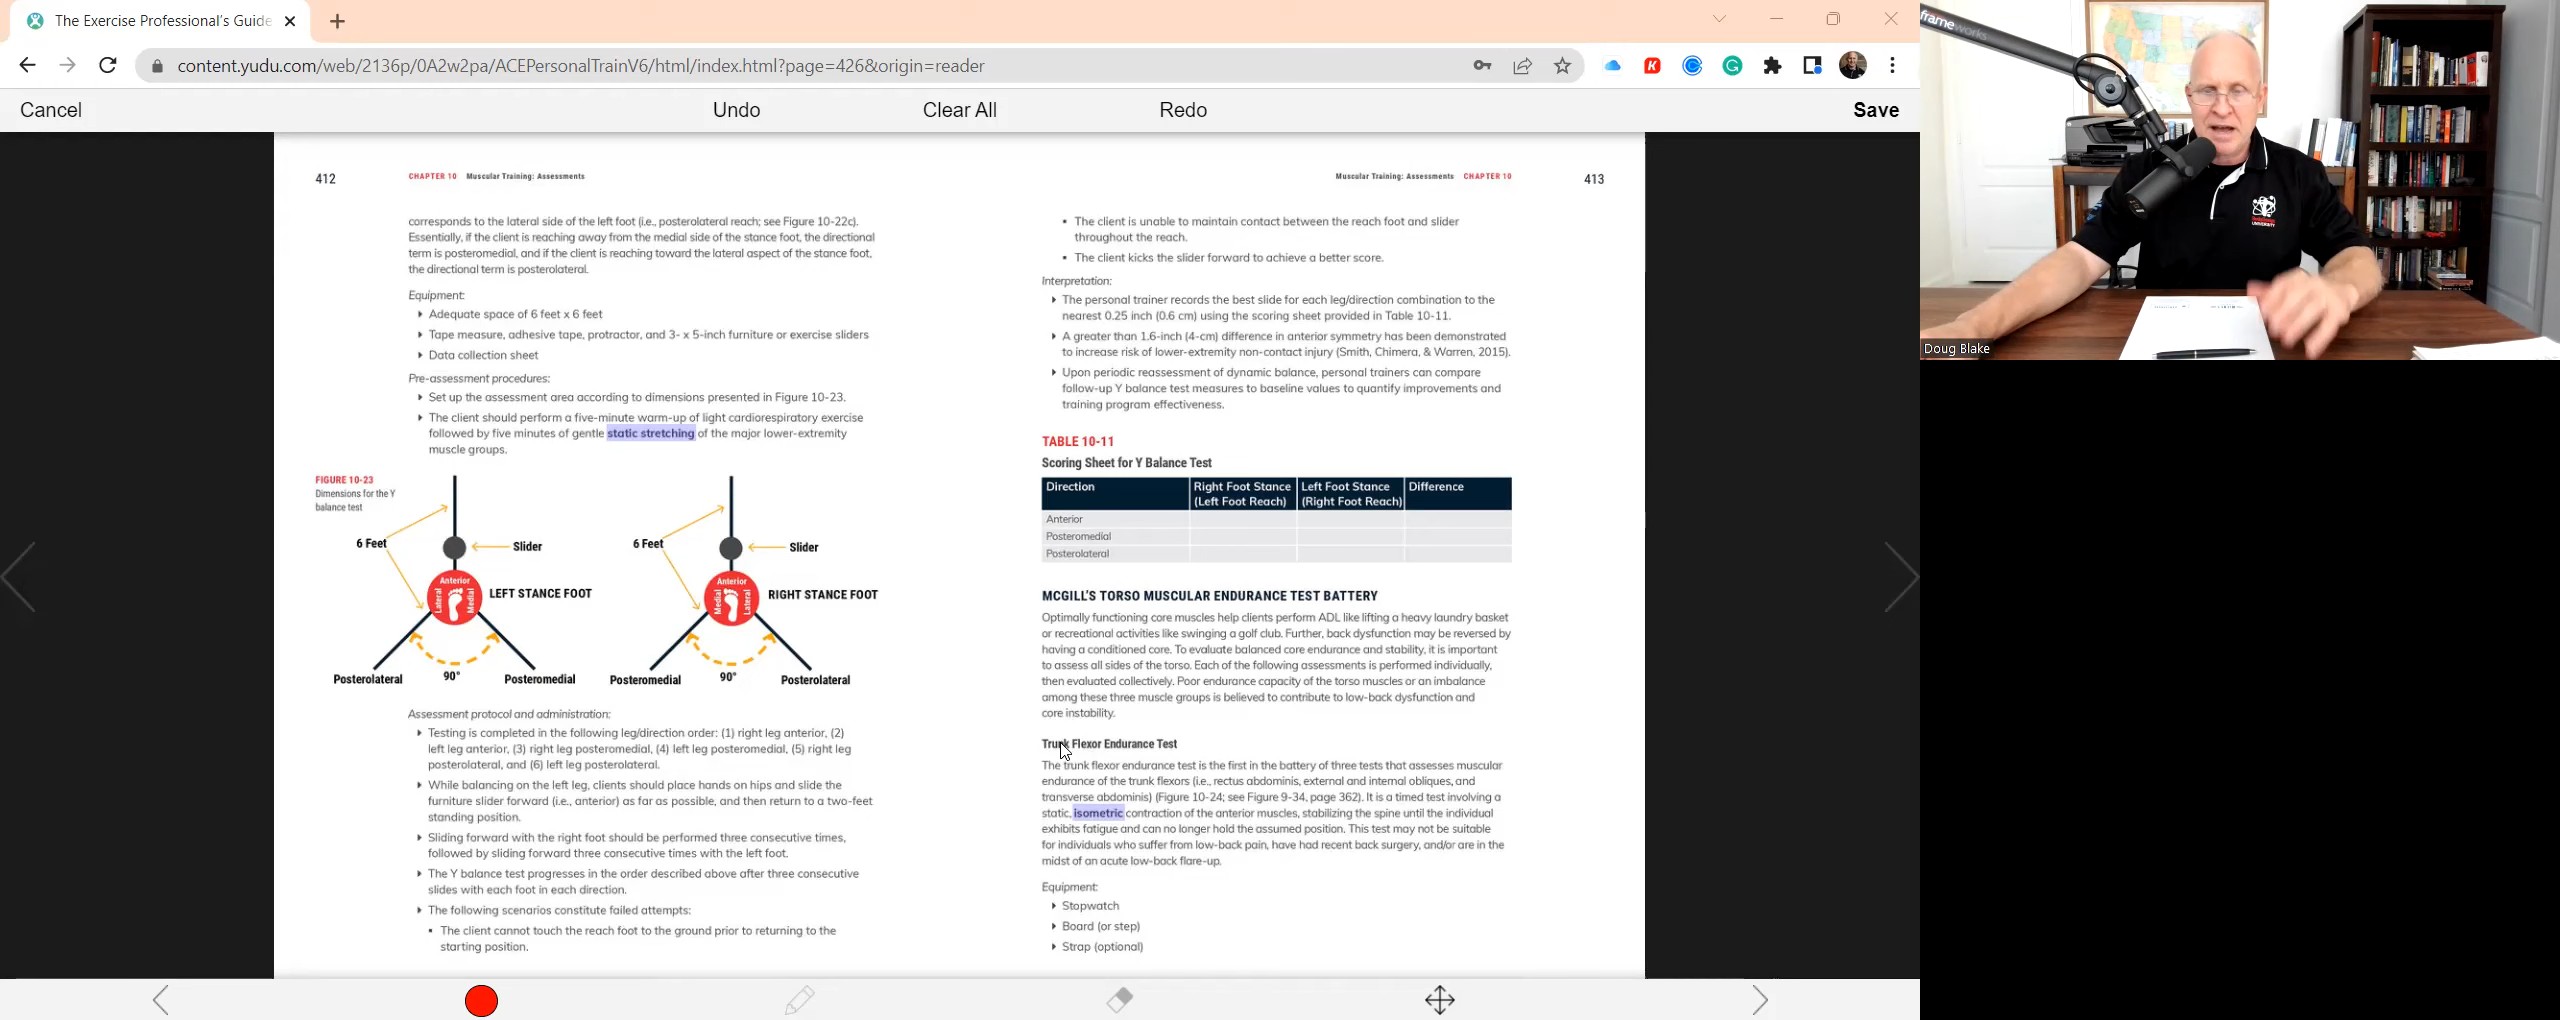 The Exercise Professional's Guide
content.yudu.com/web/2136p/0A2w2pa/ACEPersonalTrainV6/html/index.html?page=426&origin=reader
Cancel
Undo
Clear All
Redo
Save
412
CHAPTER 10 Muscular Training: Assessments
corresponds to the lateral side of the left foot (i.e., posterolateral reach; see Figure 10-22c).
Essentially, if the client is reaching away from the medial side of the stance foot, the directional
term is posteromedial, and if the client is reaching toward the lateral aspect of the stance foot,
the directional term is posterolateral.
Equipment:
Adequate space of 6 feet x 6 feet
Tape measure, adhesive tape, protractor, and 3- x 5-inch furniture or exercise sliders
Data collection sheet
Pre-assessment procedures:
Set up the assessment area according to dimensions presented in Figure 10-23.
The client should perform a five-minute warm-up of light cardiorespiratory exercise
followed by five minutes of gentle static stretching of the major lower-extremity
muscle groups.
FIGURE 10-23
Dimensions for the Y
balance test
6 Feet
Slider
Anterior
Lateral
Medial
LEFT STANCE FOOT
Posterolateral
90°
Posteromedial
6 Feet
Slider
Anterior
Medial
Lateral
RIGHT STANCE FOOT
Posteromedial
90°
Posterolateral
Assessment protocol and administration:
Testing is completed in the following leg/direction order: (1) right leg anterior, (2)
left leg anterior, (3) right leg posteromedial, (4) left leg posteromedial, (5) right leg
posterolateral, and (6) left leg posterolateral.
While balancing on the left leg, clients should place hands on hips and slide the
furniture slider forward (i.e., anterior) as far as possible, and then return to a two-feet
standing position.
Sliding forward with the right foot should be performed three consecutive times,
followed by sliding forward three consecutive times with the left foot.
The Y balance test progresses in the order described above after three consecutive
slides with each foot in each direction.
The following scenarios constitute failed attempts:
The client cannot touch the reach foot to the ground prior to returning to the
starting position.
Muscular Training: Assessments CHAPTER 10
413
The client is unable to maintain contact between the reach foot and slider
throughout the reach.
The client kicks the slider forward to achieve a better score.
Interpretation:
The personal trainer records the best slide for each leg/direction combination to the
nearest 0.25 inch (0.6 cm) using the scoring sheet provided in Table 10-11.
A greater than 1.6-inch (4-cm) difference in anterior symmetry has been demonstrated
to increase risk of lower-extremity non-contact injury (Smith, Chimera, & Warren, 2015).
Upon periodic reassessment of dynamic balance, personal trainers can compare
follow-up Y balance test measures to baseline values to quantify improvements and
training program effectiveness.
TABLE 10-11
Scoring Sheet for Y Balance Test
Direction
Right Foot Stance
(Left Foot Reach)
Left Foot Stance
(Right Foot Reach)
Difference
Anterior
Posteromedial
Posterolateral
MCGILL'S TORSO MUSCULAR ENDURANCE TEST BATTERY
Optimally functioning core muscles help clients perform ADL like lifting a heavy laundry basket
or recreational activities like swinging a golf club. Further, back dysfunction may be reversed by
having a conditioned core. To evaluate balanced core endurance and stability, it is important
to assess all sides of the torso. Each of the following assessments is performed individually,
then evaluated collectively. Poor endurance capacity of the torso muscles or an imbalance
among these three muscle groups is believed to contribute to low-back dysfunction and
core instability.
Trunk Flexor Endurance Test
The trunk flexor endurance test is the first in the battery of three tests that assesses muscular
endurance of the trunk flexors (i.e., rectus abdominis, external and internal obliques, and
transverse abdominis) (Figure 10-24; see Figure 9-34, page 362). It is a timed test involving a
static, isometric contraction of the anterior muscles, stabilizing the spine until the individual
exhibits fatigue and can no longer hold the assumed position. This test may not be suitable
for individuals who suffer from low-back pain, have had recent back surgery, and/or are in the
midst of an acute low-back flare-up.
Equipment:
Stopwatch
Board (or step)
Strap (optional)
frameworks
UNIVERSITY
Doug Blake